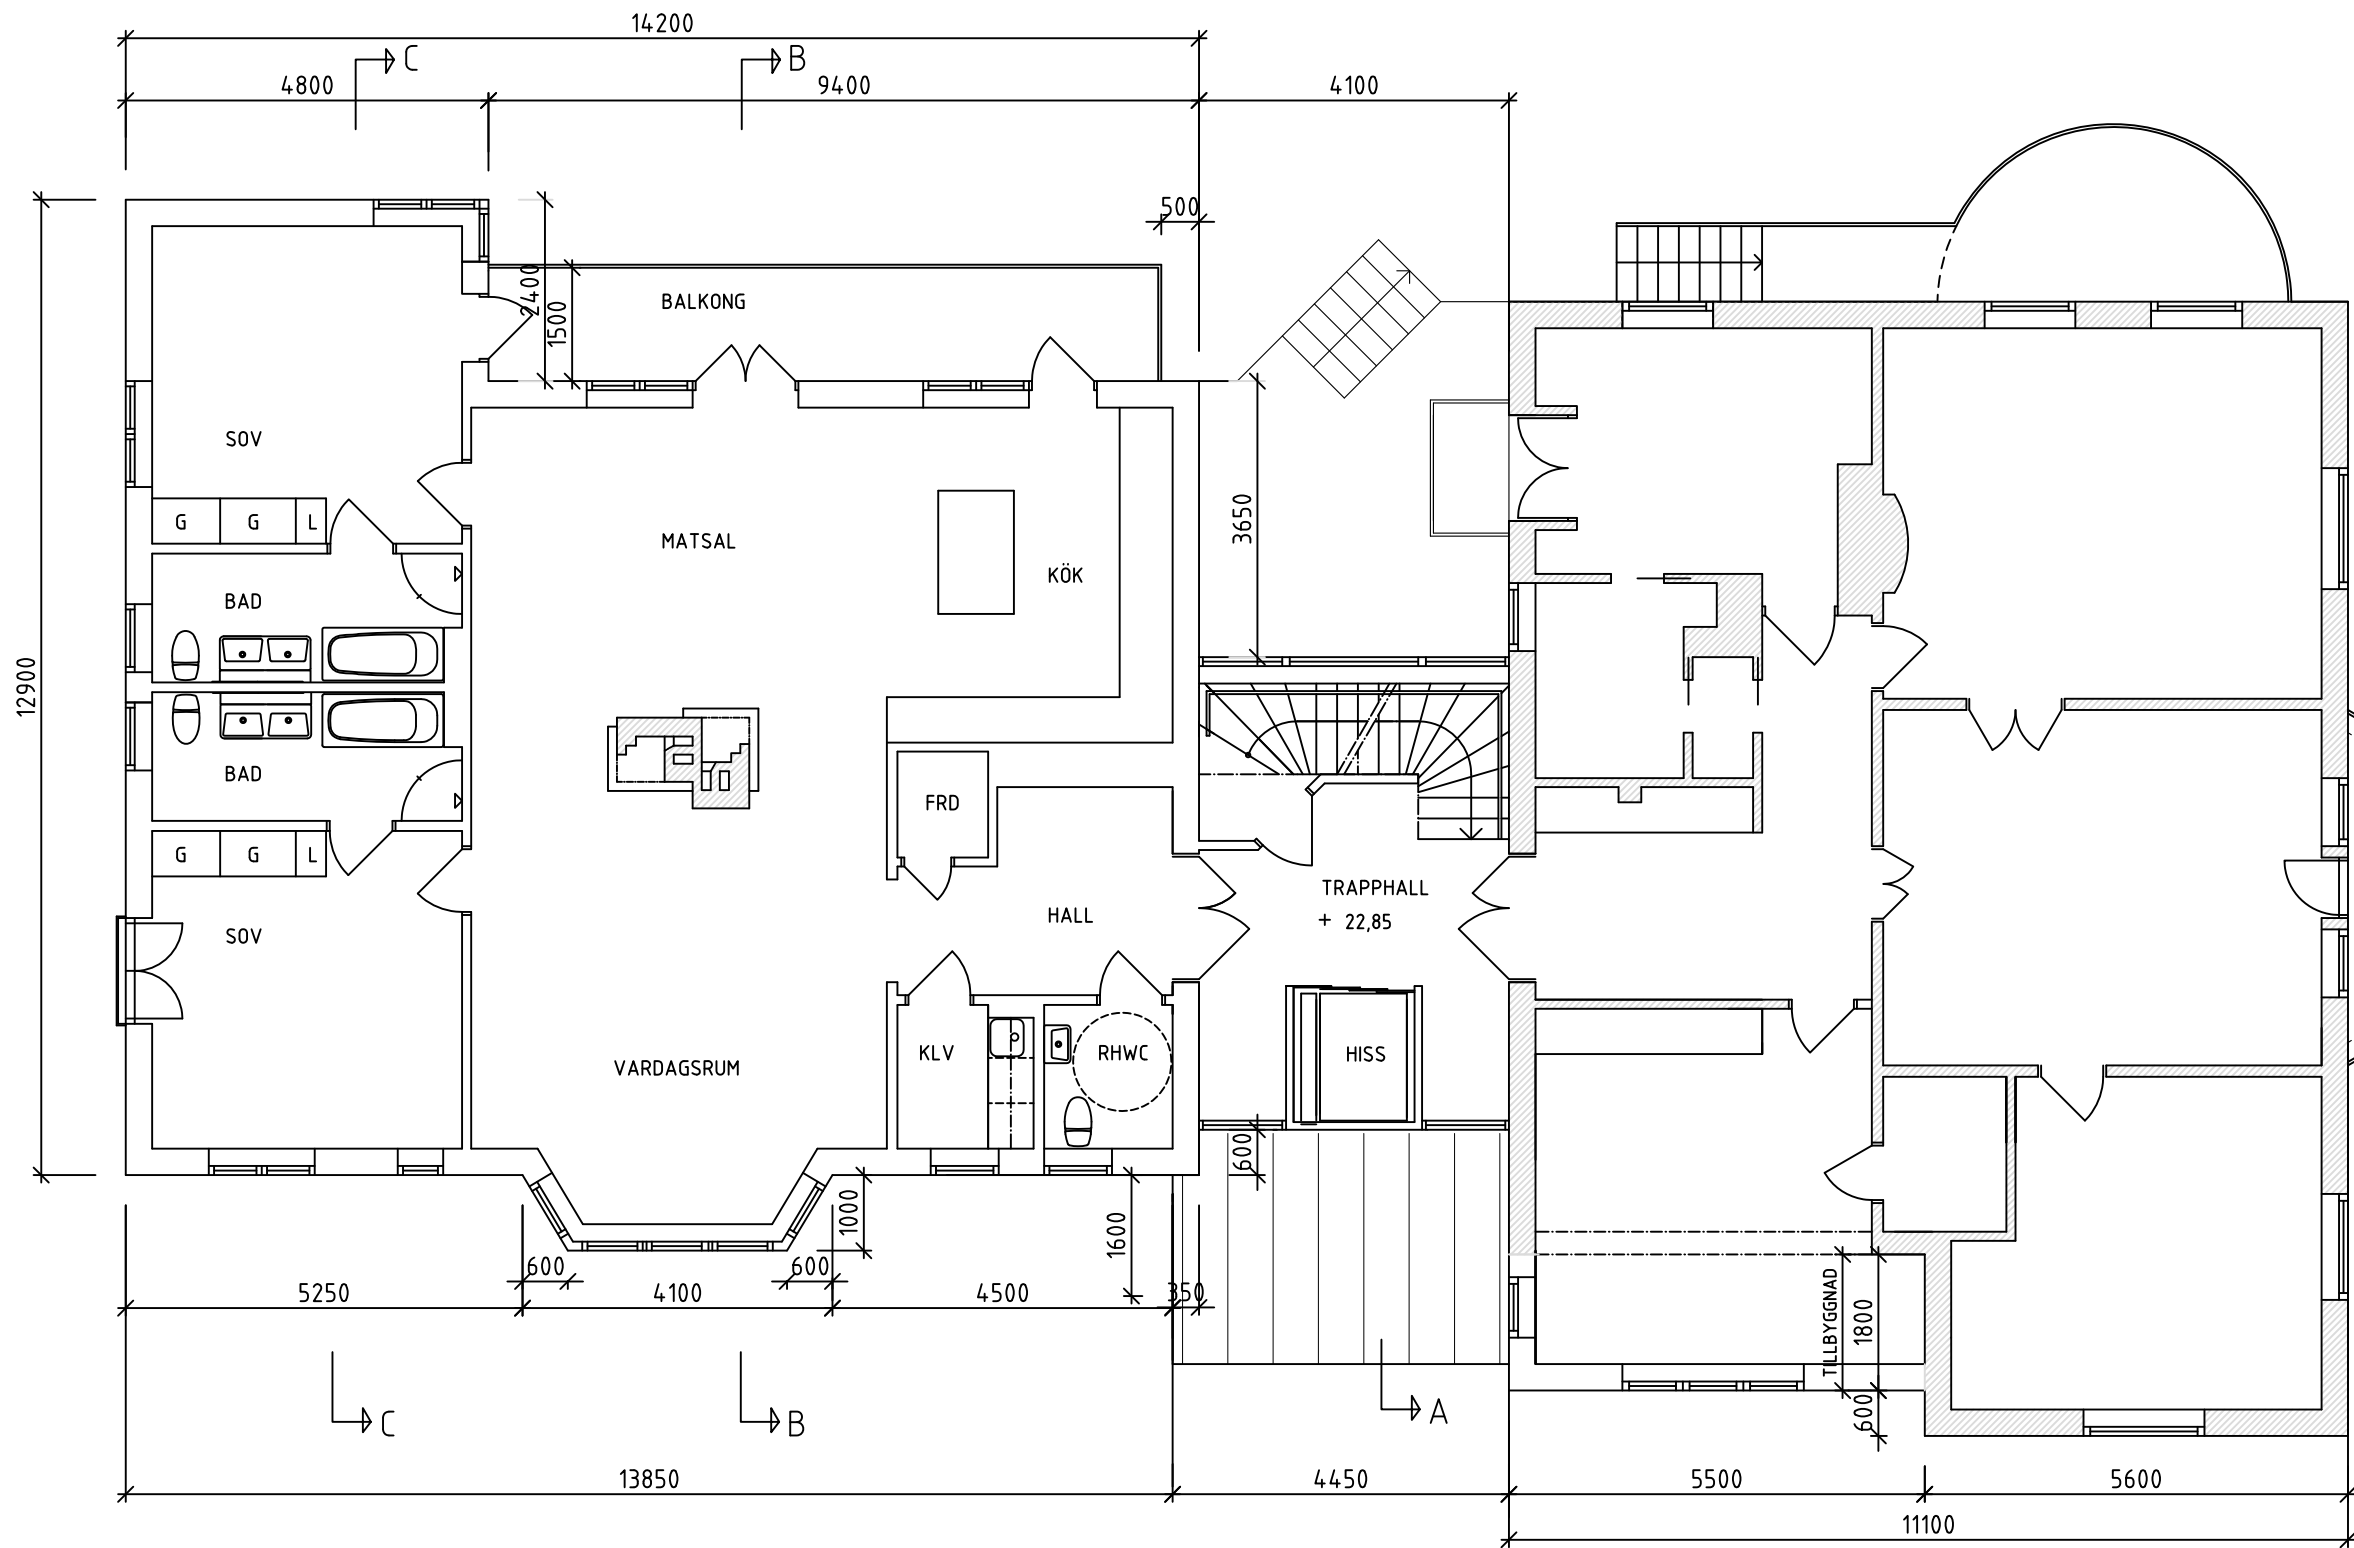 14200
C
B
4800
9400
4100
500
2400
1500
BALKONG
SOV
G
G
L
MATSAL
KÖK
3650
BAD
12900
BAD
FRD
G
G
L
SOV
HALL
TRAPPHALL
+ 22,85
VARDAGSRUM
KLV
RHWC
HISS
600
1000
1600
600
600
5250
4100
4500
350
TILLBYGGNAD
1800
600
C
B
A
13850
4450
5500
5600
11100